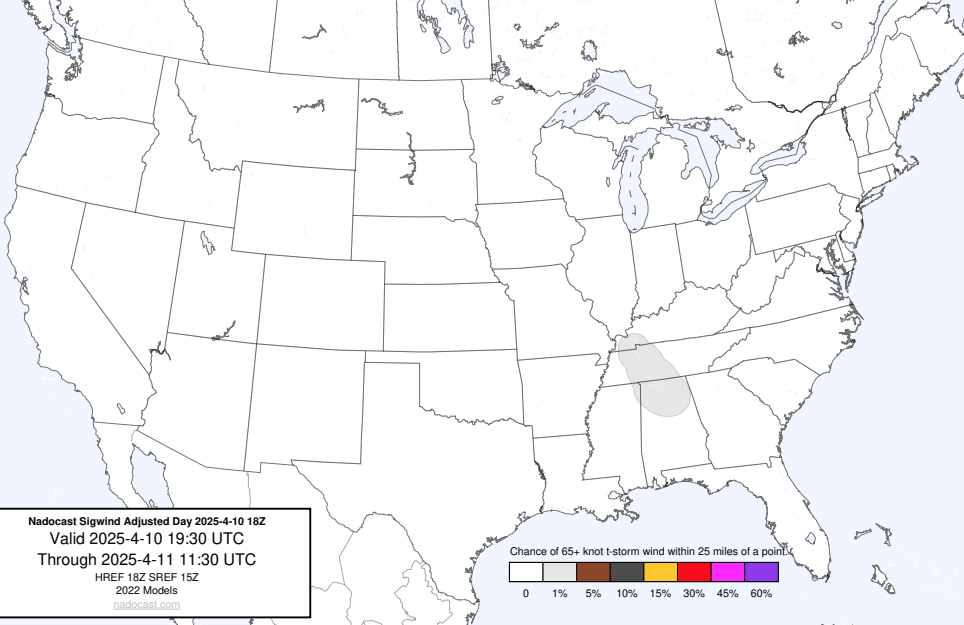 Nadocast Sigwind Adjusted Day 2025-4-10 18Z
Valid 2025-4-10 19:30 UTC
Through 2025-4-11 11:30 UTC
HREF 18Z SREF 15Z
2022 Models
nadocast.com
Chance of 65+ knot t-storm wind within 25 miles of a point.
0 1% 5% 10% 15% 30% 45% 60%